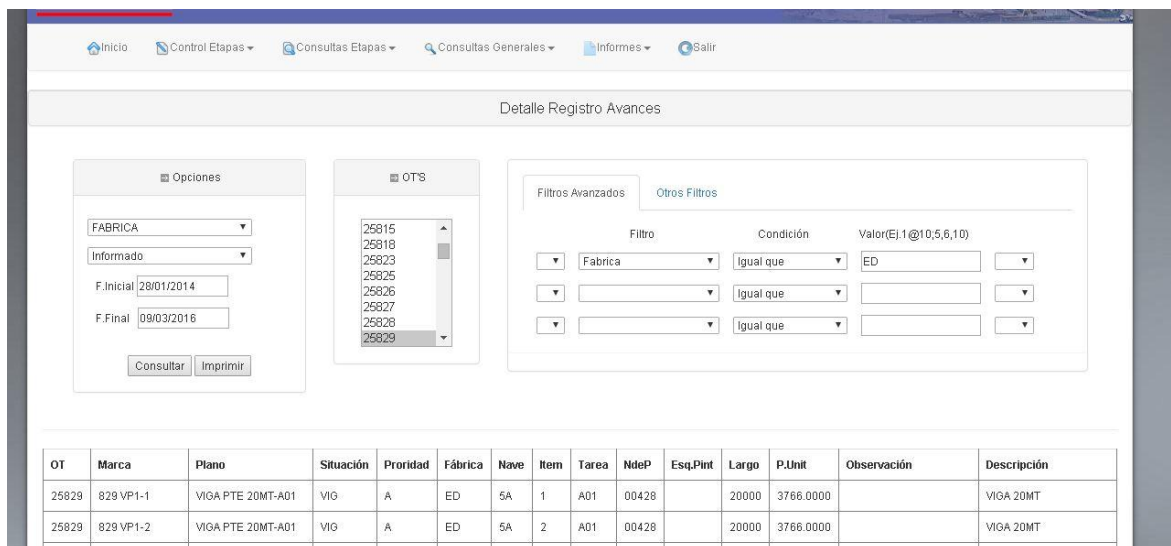 Inicio Control Etapas Consultas Etapas Consultas Generales Informes Salir
Detalle Registro Avances
Opciones
FABRICA
Informado
F.Inicial 28/01/2014
F.Final 09/03/2016
Consultar Imprimir
OT'S
25815
25818
25823
25825
25826
25827
25828
25829
Filtros Avanzados Otros Filtros
Filtro Condición Valor(Ej.1@10;5,6,10)
Fabrica Igual que ED
Igual que
Igual que
OT Marca Plano Situación Proridad Fábrica Nave Item Tarea NdeP Esq.Pint Largo P.Unit Observación Descripción
25829 829 VP1-1 VIGA PTE 20MT-A01 VIG A ED 5A 1 A01 00428 20000 3766.0000 VIGA 20MT
25829 829 VP1-2 VIGA PTE 20MT-A01 VIG A ED 5A 2 A01 00428 20000 3766.0000 VIGA 20MT